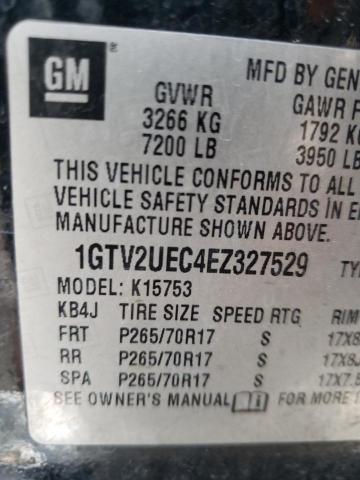 GM
®
MFD BY GEN
GVWR GAWR F
3266 KG 1792 KG
7200 LB 3950 LB
THIS VEHICLE CONFORMS TO ALL
VEHICLE SAFETY STANDARDS IN E
MANUFACTURE SHOWN ABOVE.
1GTV2UEC4EZ327529 TY
MODEL: K15753
KB4J TIRE SIZE SPEED RTG RIM
FRT P265/70R17 S 17X8
RR P265/70R17 S 17X8J
SPA P265/70R17 S 17X7.
SEE OWNER'S MANUAL i FOR MORE